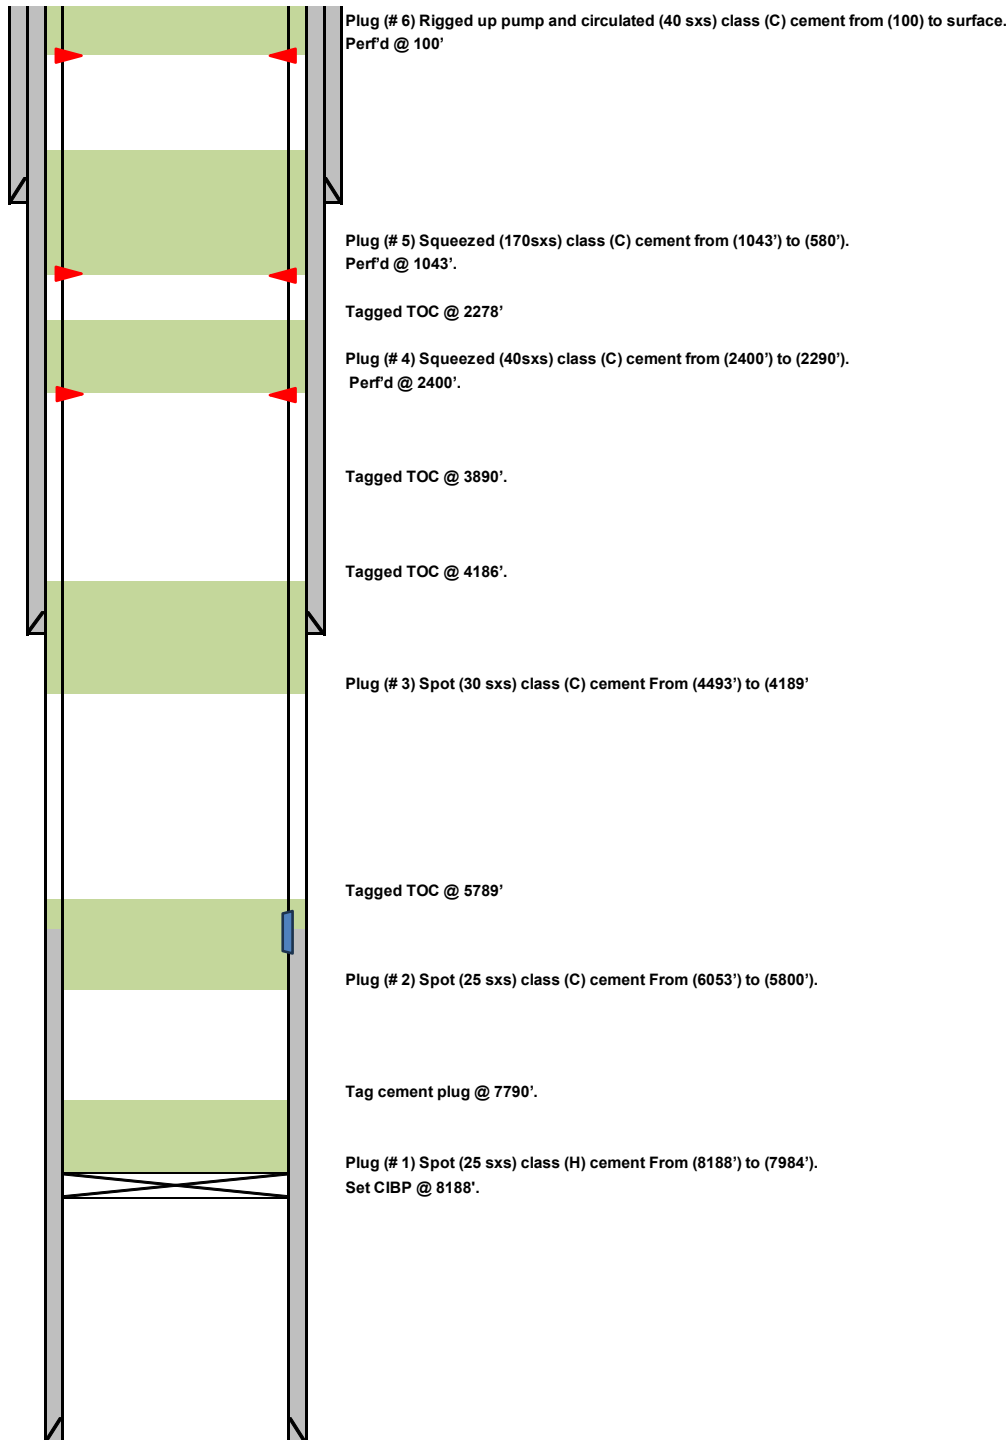 Plug (# 6) Rigged up pump and circulated (40 sxs) class (C) cement from (100) to surface.
Perf’d @ 100’
Plug (# 5) Squeezed (170sxs) class (C) cement from (1043’) to (580’).
Perf’d @ 1043’.
Tagged TOC @ 2278’
Plug (# 4) Squeezed (40sxs) class (C) cement from (2400’) to (2290’).
Perf’d @ 2400’.
Tagged TOC @ 3890’.
Tagged TOC @ 4186’.
Plug (# 3) Spot (30 sxs) class (C) cement From (4493’) to (4189’
Tagged TOC @ 5789’
Plug (# 2) Spot (25 sxs) class (C) cement From (6053’) to (5800’).
Tag cement plug @ 7790’.
Plug (# 1) Spot (25 sxs) class (H) cement From (8188’) to (7984’).
Set CIBP @ 8188'.